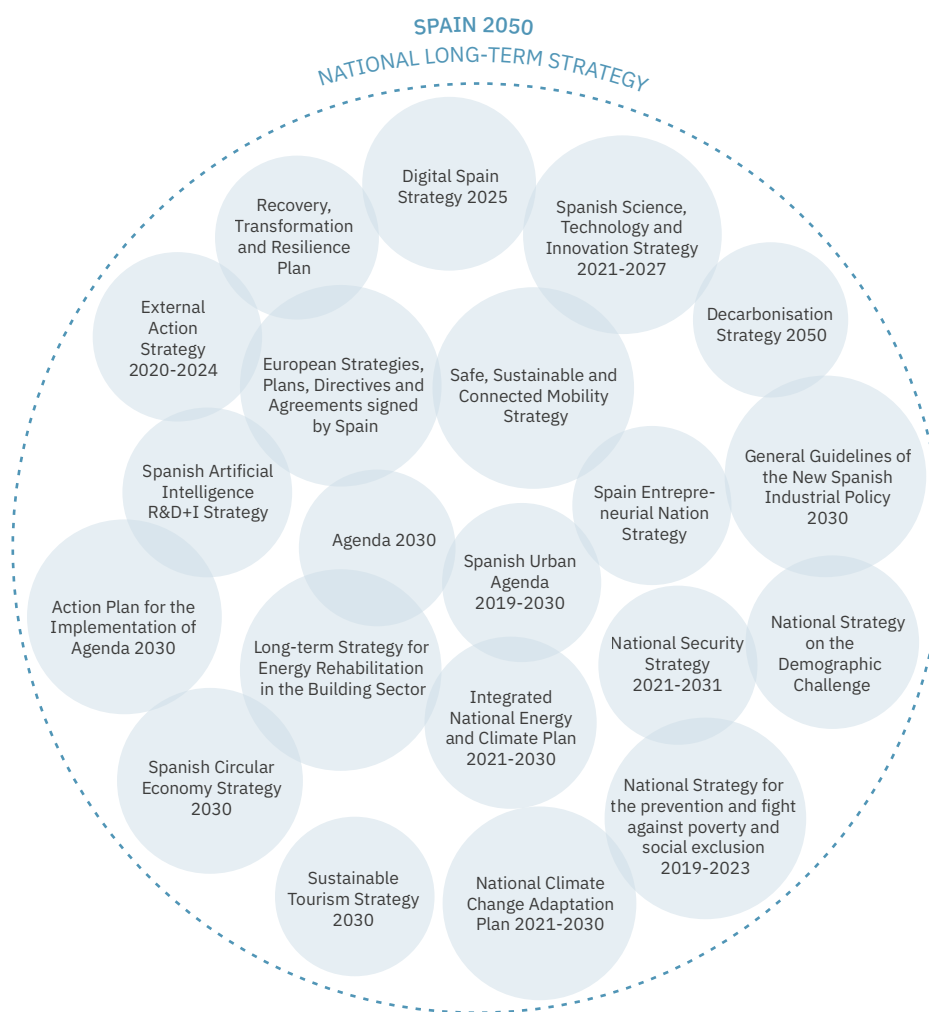 SPAIN 2050
NATIONAL LONG-TERM STRATEGY
Digital Spain
Strategy 2025
Recovery,
Transformation
and Resilience
Plan
Spanish Science,
Technology and
Innovation Strategy
2021-2027
External
Action
Strategy
2020-2024
Decarbonisation
Strategy 2050
European Strategies,
Plans, Directives and
Agreements signed
by Spain
Safe, Sustainable and
Connected Mobility
Strategy
General Guidelines of
the New Spanish
Industrial Policy
2030
Spanish Artificial
Intelligence
R&D+I Strategy
Spain Entrepre-
neurial Nation
Strategy
Agenda 2030
Spanish Urban
Agenda
2019-2030
Action Plan for the
Implementation of
Agenda 2030
Long-term Strategy for
Energy Rehabilitation
in the Building Sector
National Security
Strategy
2021-2031
National Strategy
on the
Demographic
Challenge
Integrated
National Energy
and Climate Plan
2021-2030
Spanish Circular
Economy Strategy
2030
National Strategy for
the prevention and fight
against poverty and
social exclusion
2019-2023
Sustainable
Tourism Strategy
2030
National Climate
Change Adaptation
Plan 2021-2030